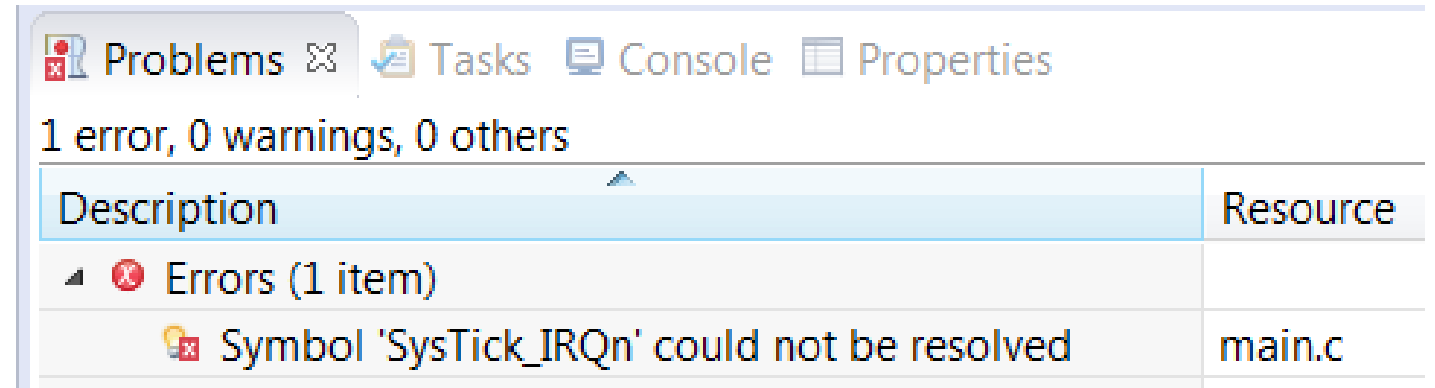 Problems Tasks Console Properties
1 error, 0 warnings, 0 others
Description Resource
Errors (1 item)
Symbol 'SysTick_IRQn' could not be resolved main.c